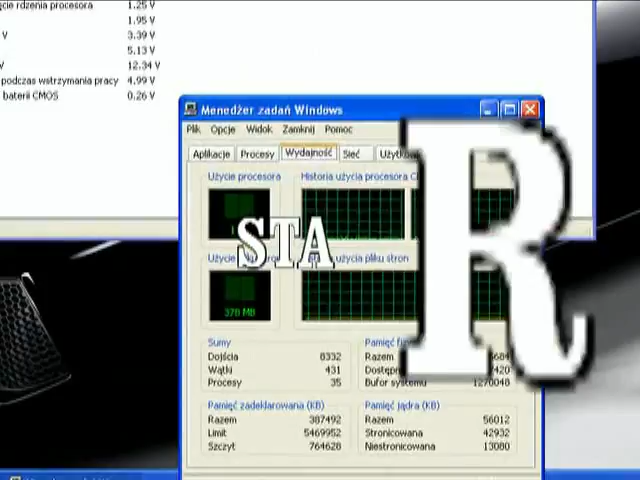 rdzenia procesora 1.25 V
1.95 V
V 3.39 V
5.13 V
V 12.34 V
podczas wstrzymania pracy 4.99 V
baterii CMOS 0.26 V
Menedżer zadań Windows
Plik Opcje Widok Zamknij Pomoc
Aplikacje Procesy Wydajność Sieć
Użycie procesora Historia użycia procesora
STA R
Użycie użycia pliku stron
378 MB
Sumy Pamięć
Dojścia 8332 Razem
Wątki 431
Procesy 35 Bufor systemu 1270048
Pamięć zadeklarowana (KB) Pamięć jądra (KB)
Razem 387492 Razem 56012
Limit 5469952 Stronicowana 42932
Szczyt 764628 Niestronicowana 13080